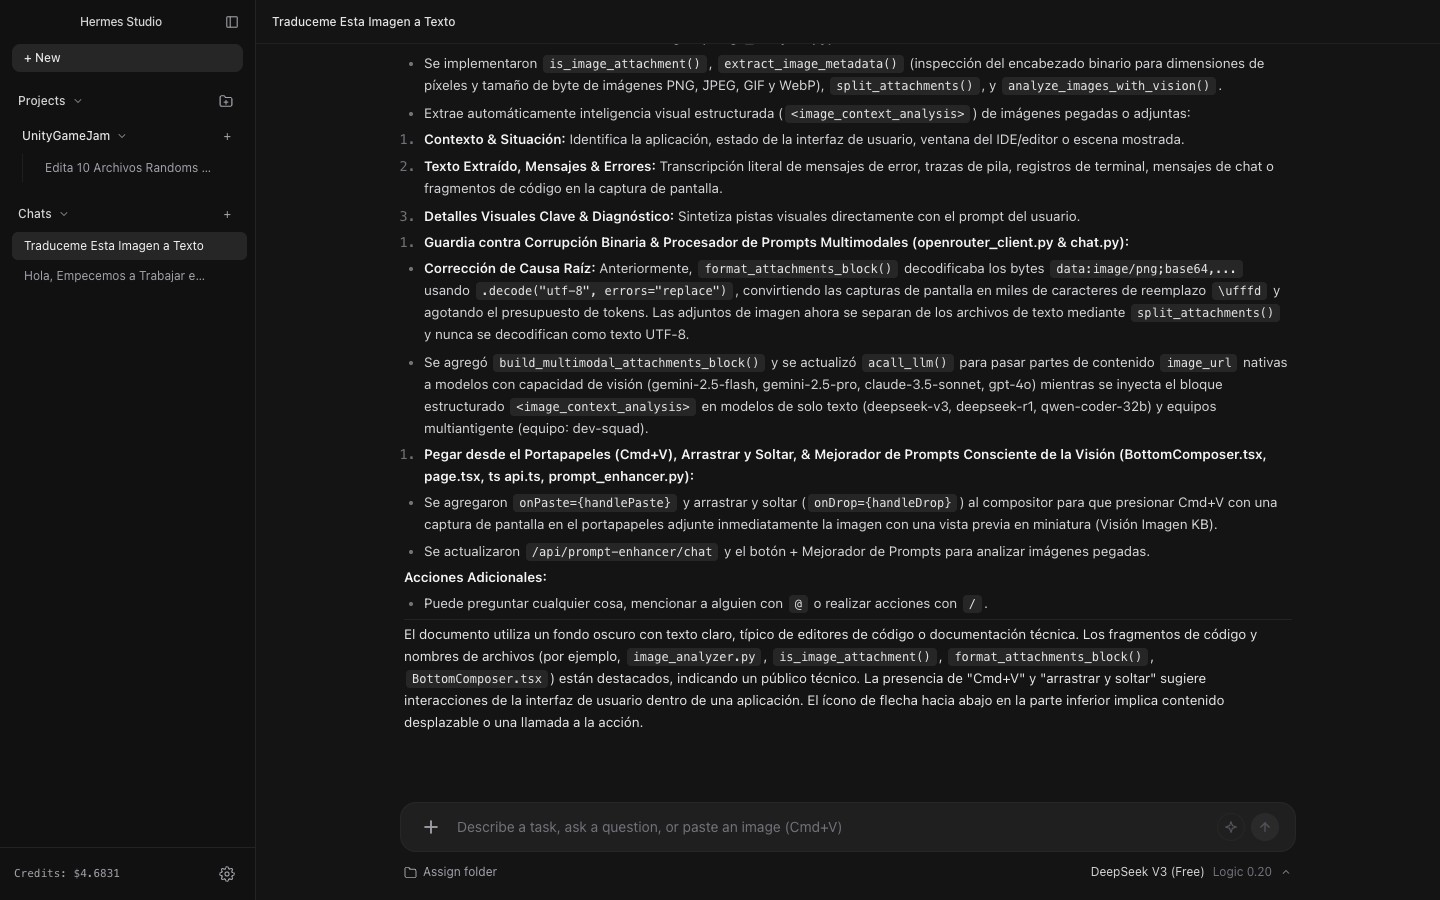 Hermes Studio
+ New
Projects
UnityGameJam
+
Edita 10 Archivos Randoms ...
Chats
+
Traduceme Esta Imagen a Texto
Hola, Empecemos a Trabajar e...
Credits: $4.6831
Traduceme Esta Imagen a Texto
• Se implementaron is_image_attachment() , extract_image_metadata() (inspección del encabezado binario para dimensiones de
píxeles y tamaño de byte de imágenes PNG, JPEG, GIF y WebP), split_attachments() , y analyze_images_with_vision() .
• Extrae automáticamente inteligencia visual estructurada ( <image_context_analysis> ) de imágenes pegadas o adjuntas:
1. Contexto & Situación: Identifica la aplicación, estado de la interfaz de usuario, ventana del IDE/editor o escena mostrada.
2. Texto Extraído, Mensajes & Errores: Transcripción literal de mensajes de error, trazas de pila, registros de terminal, mensajes de chat o
fragmentos de código en la captura de pantalla.
3. Detalles Visuales Clave & Diagnóstico: Sintetiza pistas visuales directamente con el prompt del usuario.
1. Guardia contra Corrupción Binaria & Procesador de Prompts Multimodales (openrouter_client.py & chat.py):
• Corrección de Causa Raíz: Anteriormente, format_attachments_block() decodificaba los bytes data:image/png;base64,...
usando .decode("utf-8", errors="replace") , convirtiendo las capturas de pantalla en miles de caracteres de reemplazo \ufffd y
agotando el presupuesto de tokens. Las adjuntos de imagen ahora se separan de los archivos de texto mediante split_attachments()
y nunca se decodifican como texto UTF-8.
• Se agregó build_multimodal_attachments_block() y se actualizó acall_llm() para pasar partes de contenido image_url nativas
a modelos con capacidad de visión (gemini-2.5-flash, gemini-2.5-pro, claude-3.5-sonnet, gpt-4o) mientras se inyecta el bloque
estructurado <image_context_analysis> en modelos de solo texto (deepseek-v3, deepseek-r1, qwen-coder-32b) y equipos
multiantigente (equipo: dev-squad).
1. Pegar desde el Portapapeles (Cmd+V), Arrastrar y Soltar, & Mejorador de Prompts Consciente de la Visión (BottomComposer.tsx,
page.tsx, ts api.ts, prompt_enhancer.py):
• Se agregaron onPaste={handlePaste} y arrastrar y soltar ( onDrop={handleDrop} ) al compositor para que presionar Cmd+V con una
captura de pantalla en el portapapeles adjunte inmediatamente la imagen con una vista previa en miniatura (Visión Imagen KB).
• Se actualizaron /api/prompt-enhancer/chat y el botón + Mejorador de Prompts para analizar imágenes pegadas.
Acciones Adicionales:
• Puede preguntar cualquier cosa, mencionar a alguien con @ o realizar acciones con / .
El documento utiliza un fondo oscuro con texto claro, típico de editores de código o documentación técnica. Los fragmentos de código y
nombres de archivos (por ejemplo, image_analyzer.py , is_image_attachment() , format_attachments_block() ,
BottomComposer.tsx ) están destacados, indicando un público técnico. La presencia de "Cmd+V" y "arrastrar y soltar" sugiere
interacciones de la interfaz de usuario dentro de una aplicación. El ícono de flecha hacia abajo en la parte inferior implica contenido
desplazable o una llamada a la acción.
Describe a task, ask a question, or paste an image (Cmd+V)
Assign folder
DeepSeek V3 (Free) Logic 0.20